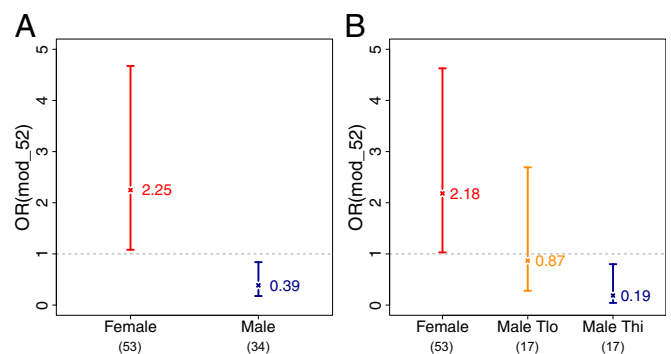 A
OR(mod_52)
5
4
3
2
1
0
2.25
0.39
Female Male
(53) (34)
B
OR(mod_52)
5
4
3
2
1
0
2.18
0.87
0.19
Female Male Tlo Male Thi
(53) (17) (17)